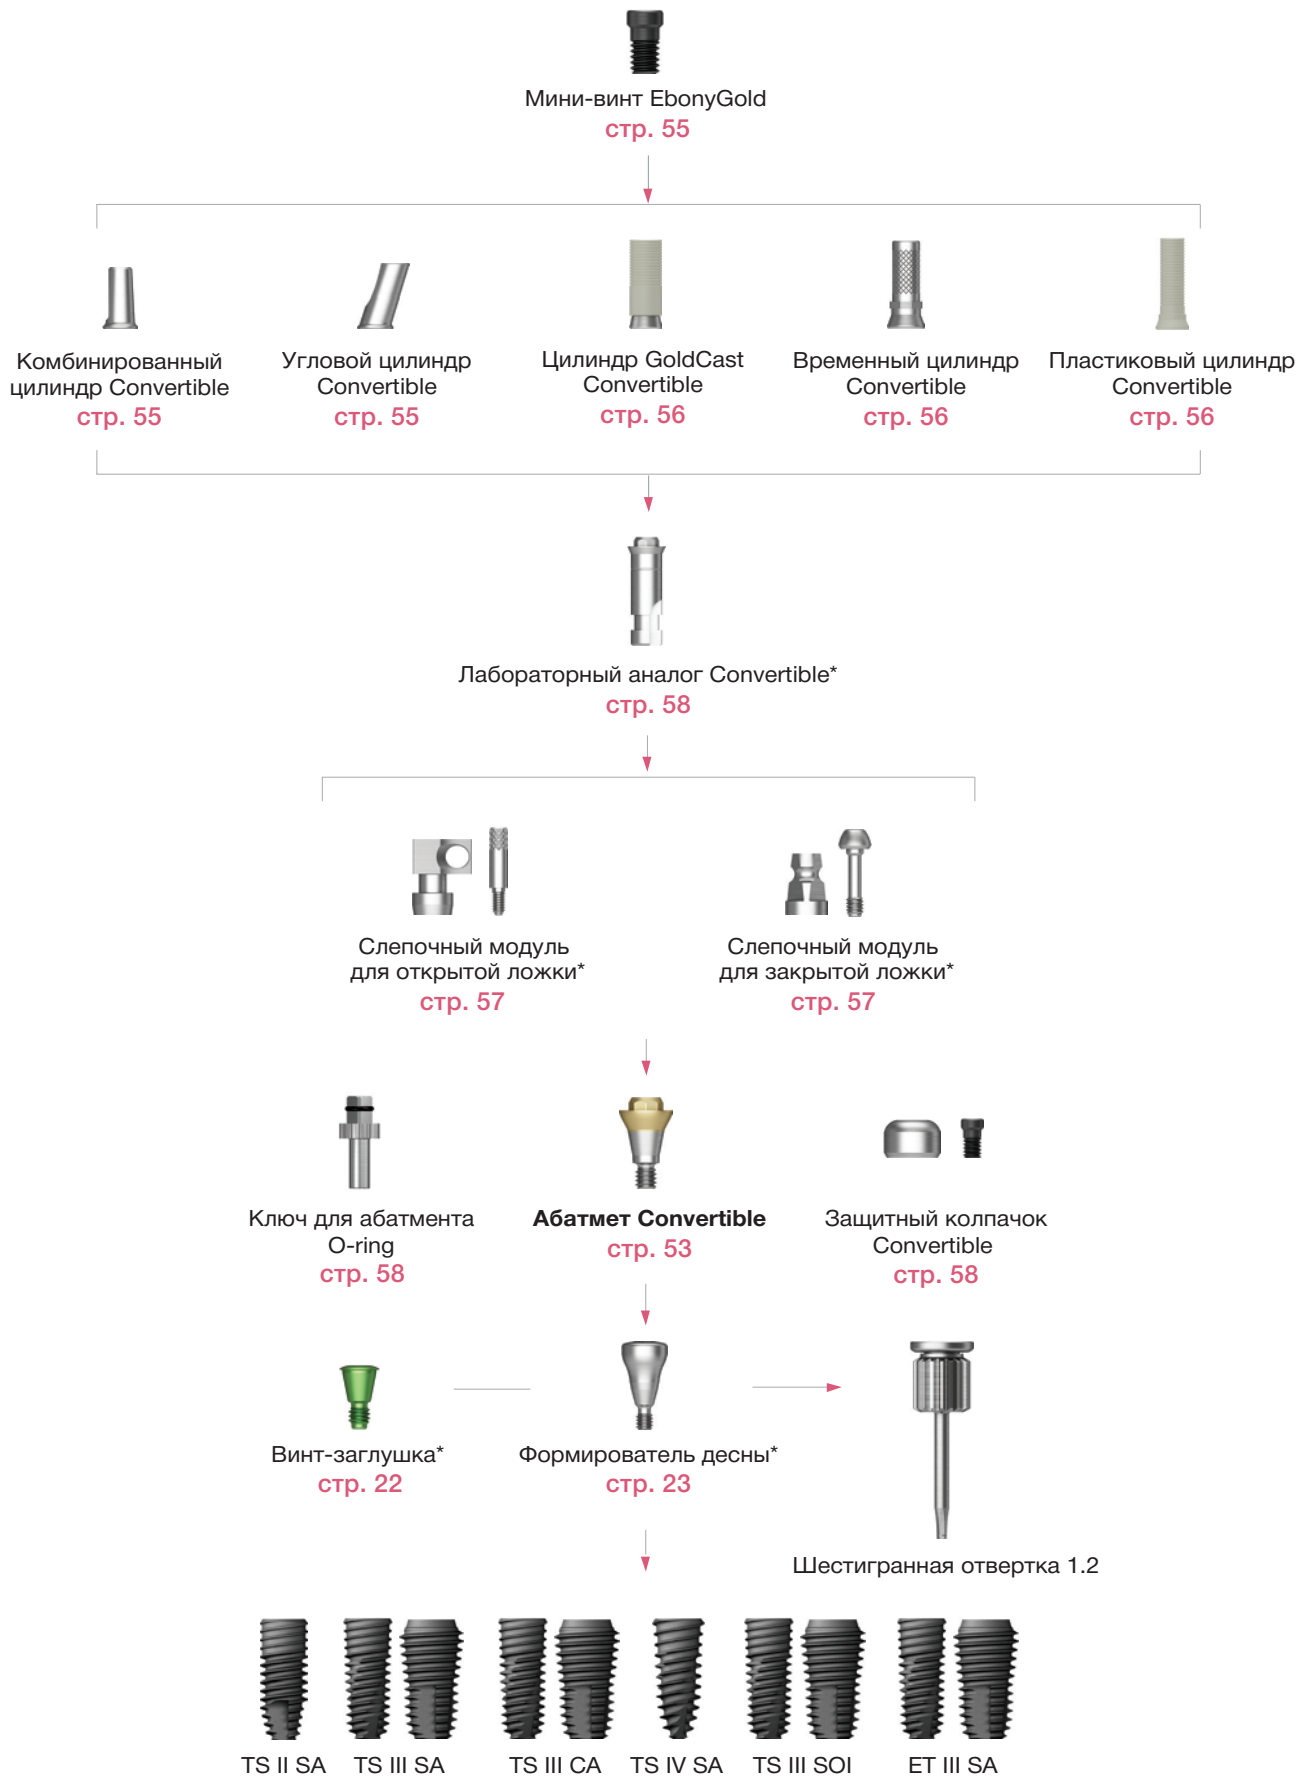 Мини-винт EbonyGold
стр. 55
Комбинированный
цилиндр Convertible
стр. 55
Угловой цилиндр
Convertible
стр. 55
Цилиндр GoldCast
Convertible
стр. 56
Временный цилиндр
Convertible
стр. 56
Пластиковый цилиндр
Convertible
стр. 56
Лабораторный аналог Convertible*
стр. 58
Слепочный модуль
для открытой ложки*
стр. 57
Слепочный модуль
для закрытой ложки*
стр. 57
Ключ для абатмента
O-ring
стр. 58
Абатмет Convertible
стр. 53
Защитный колпачок
Convertible
стр. 58
Винт-заглушка*
стр. 22
Формирователь десны*
стр. 23
Шестигранная отвертка 1.2
TS II SA
TS III SA
TS III CA
TS IV SA
TS III SOI
ET III SA